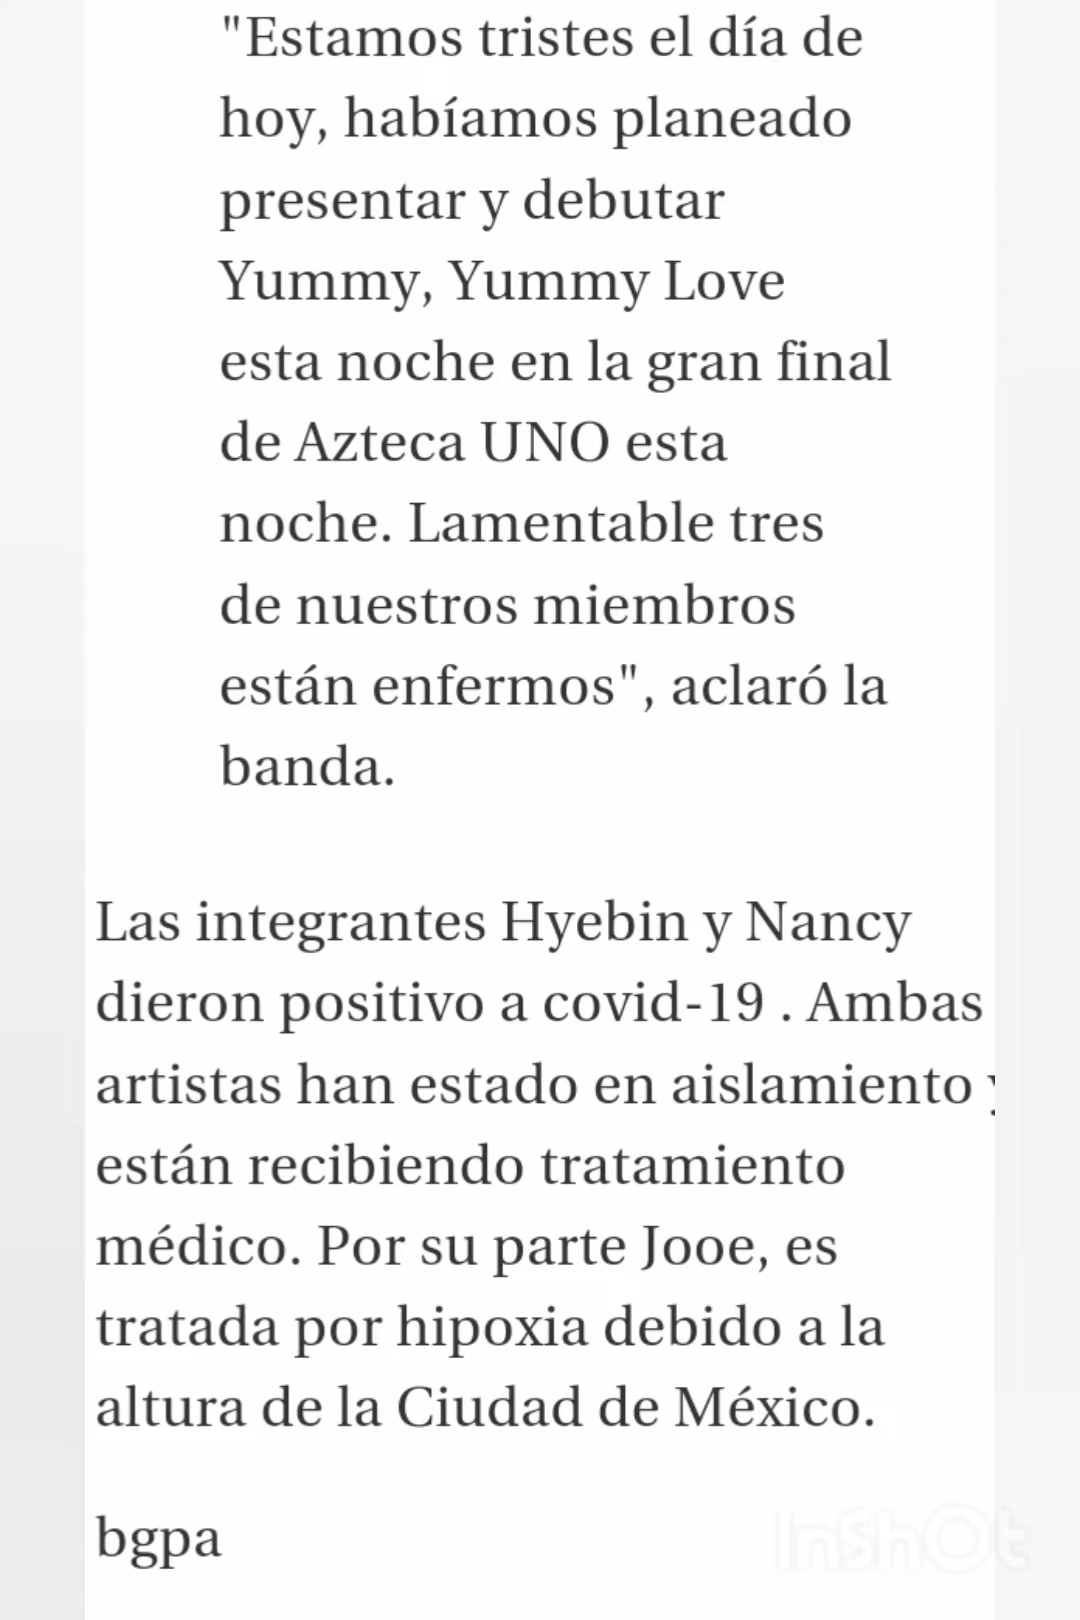 "Estamos tristes el día de
hoy, habíamos planeado
presentar y debutar
Yummy, Yummy Love
esta noche en la gran final
de Azteca UNO esta
noche. Lamentable tres
de nuestros miembros
están enfermos", aclaró la
banda.
Las integrantes Hyebin y Nancy
dieron positivo a covid-19 . Ambas
artistas han estado en aislamiento y
están recibiendo tratamiento
médico. Por su parte Jooe, es
tratada por hipoxia debido a la
altura de la Ciudad de México.
bgpa
InShOt